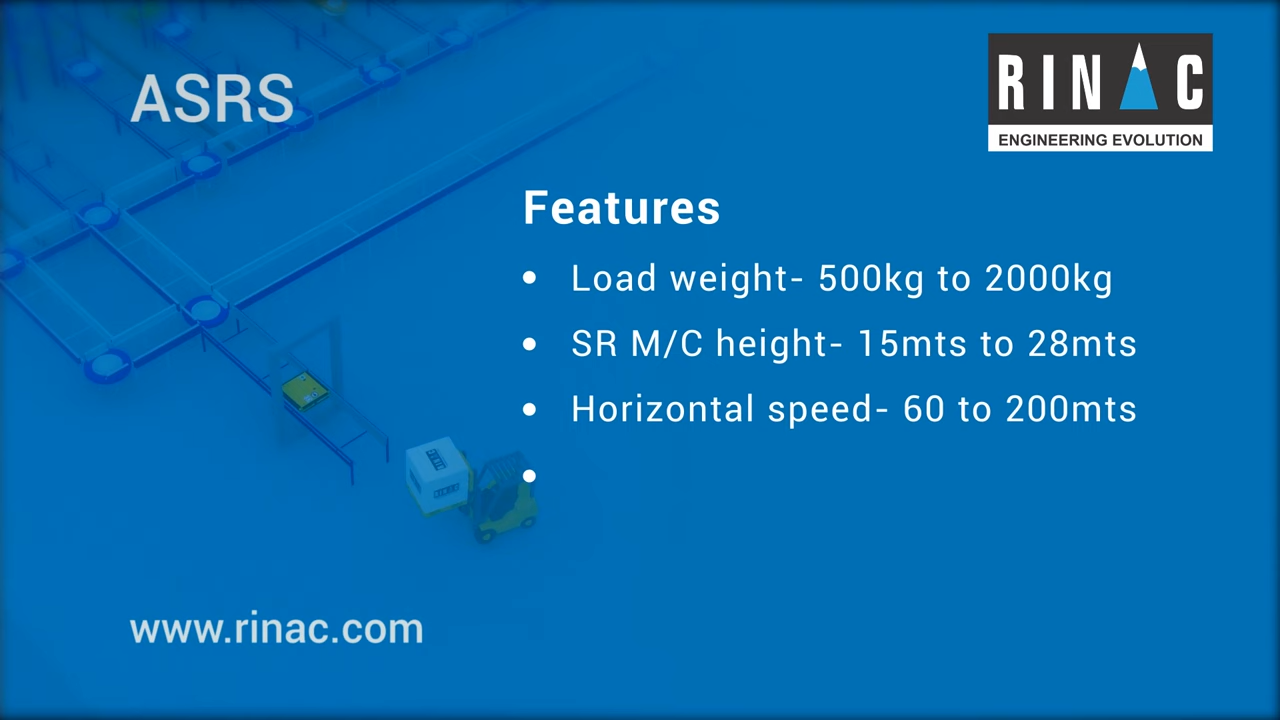 ASRS
RINAC
ENGINEERING EVOLUTION
Features
• Load weight- 500kg to 2000kg
• SR M/C height- 15mts to 28mts
• Horizontal speed- 60 to 200mts
•
www.rinac.com